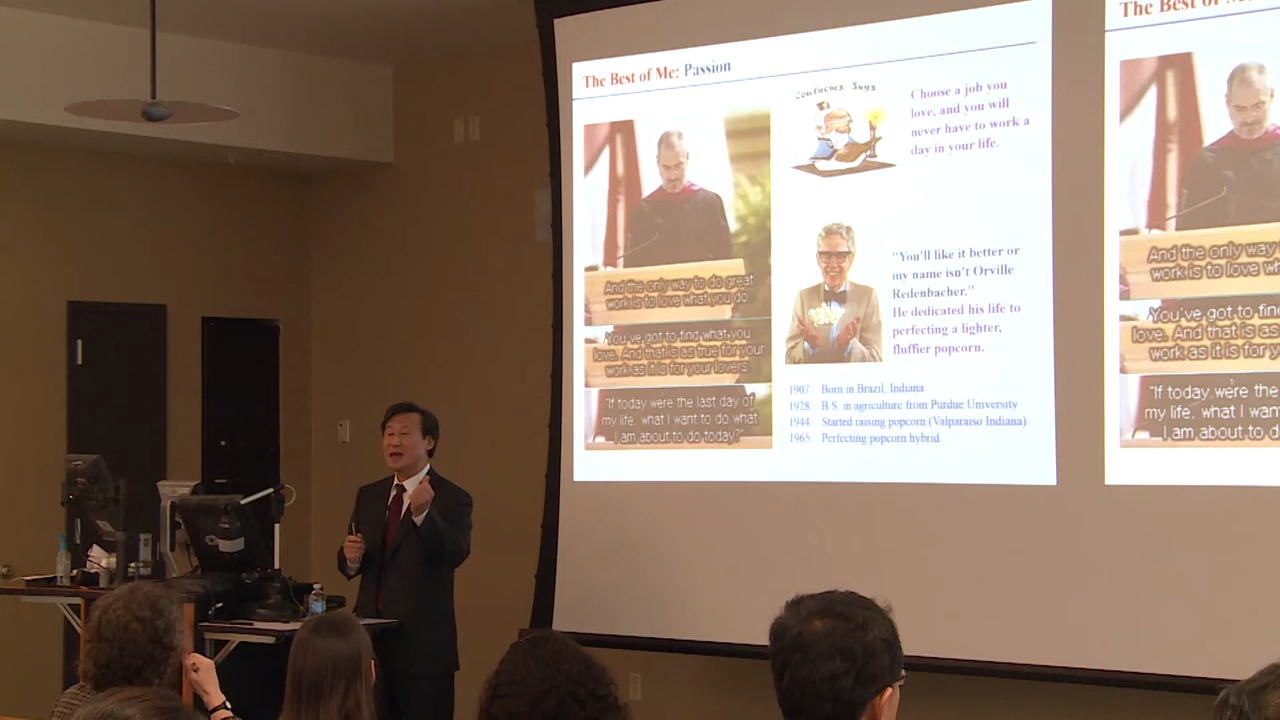 The Best of Me: Passion
And the only way to do great
work is to love what you do.
You've got to find what you
love. And that is as true for your
work as it is for your lovers.
"If today were the last day of
my life, what I want to do what
I am about to do today?"
Confucius Says
Choose a job you
love, and you will
never have to work a
day in your life.
"You'll like it better or
my name isn't Orville
Redenbacher."
He dedicated his life to
perfecting a lighter,
fluffier popcorn.
1907: Born in Brazil, Indiana
1928: B.S. in agriculture from Purdue University
1944: Started raising popcorn (Valparaiso Indiana)
1965: Perfecting popcorn hybrid
The Best of
And the only way
work is to love
You've got to
love. And that is as
work as it is for
"If today were the
my life, what I
I am about to